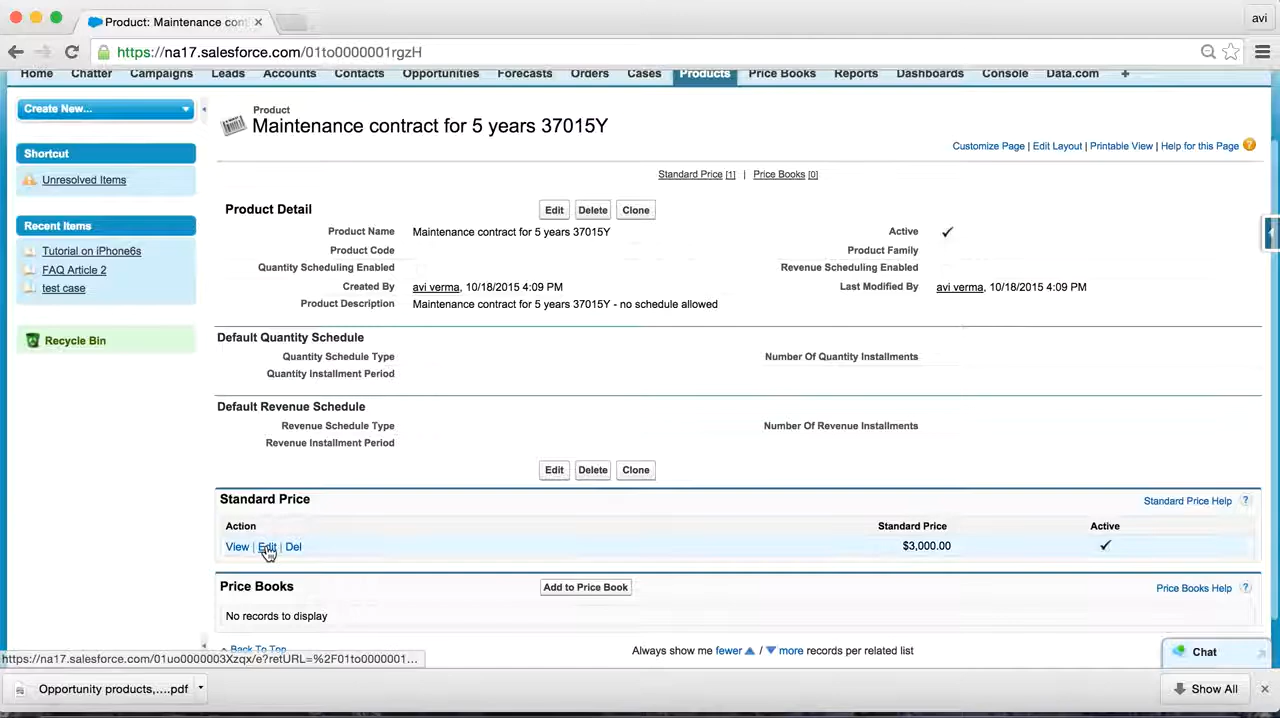 Product: Maintenance con
avi
https://na17.salesforce.com/01to0000001rgzH
Home Chatter Campaigns Leads Accounts Contacts Opportunities Forecasts Orders Cases Products Price Books Reports Dashboards Console Data.com +
Create New...
Shortcut
Unresolved Items
Recent Items
Tutorial on iPhone6s
FAQ Article 2
test case
Recycle Bin
Product
Maintenance contract for 5 years 37015Y
Customize Page | Edit Layout | Printable View | Help for this Page ?
Standard Price [1] | Price Books [0]
Product Detail Edit Delete Clone
Product Name Maintenance contract for 5 years 37015Y Active ✓
Product Code Product Family
Quantity Scheduling Enabled Revenue Scheduling Enabled
Created By avi verma, 10/18/2015 4:09 PM Last Modified By avi verma, 10/18/2015 4:09 PM
Product Description Maintenance contract for 5 years 37015Y - no schedule allowed
Default Quantity Schedule
Quantity Schedule Type Number Of Quantity Installments
Quantity Installment Period
Default Revenue Schedule
Revenue Schedule Type Number Of Revenue Installments
Revenue Installment Period
Edit Delete Clone
Standard Price Standard Price Help ?
Action Standard Price Active
View | Edit | Del $3,000.00 ✓
Price Books Add to Price Book Price Books Help ?
No records to display
Back To Top Always show me fewer / more records per related list
Chat
https://na17.salesforce.com/01uo0000003Xzqx/e?retURL=%2F01to0000001...
Opportunity products,....pdf Show All